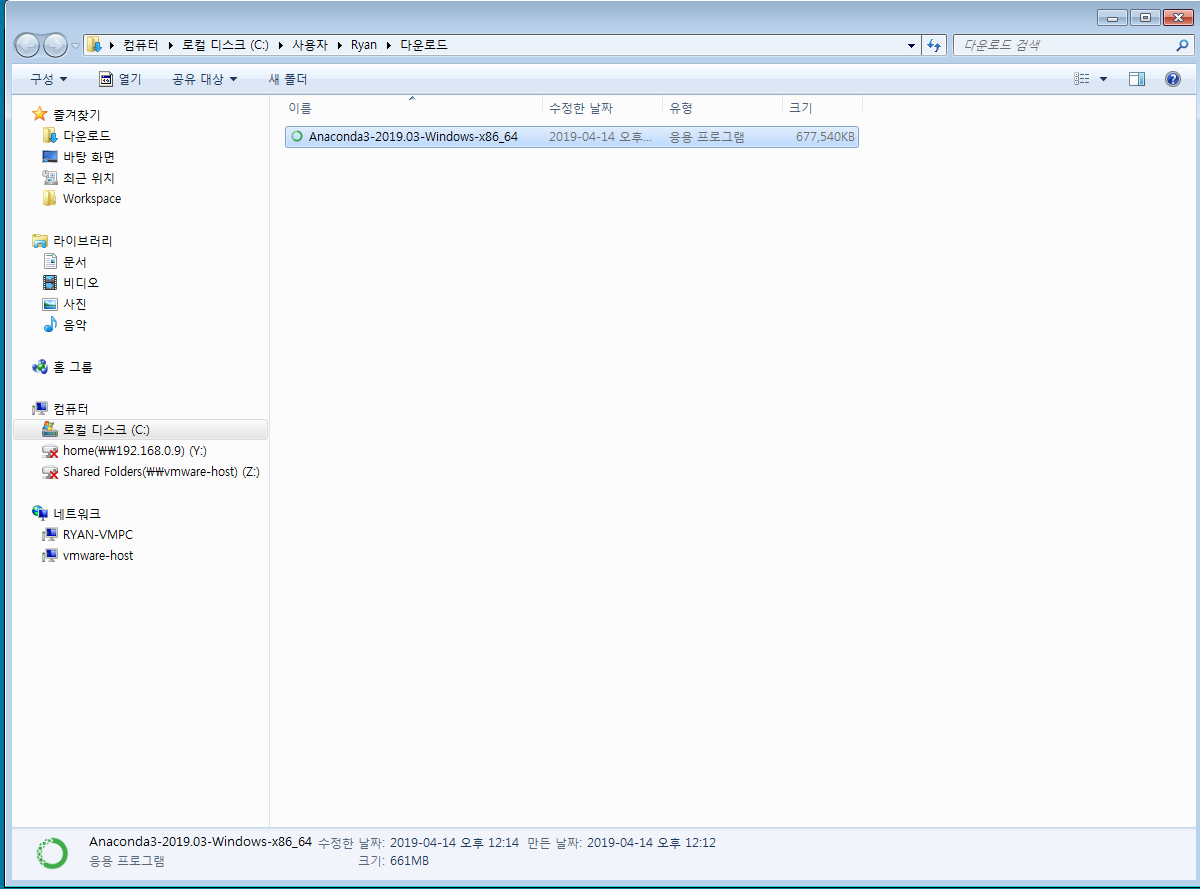 컴퓨터 로컬 디스크 (C:) 사용자 Ryan 다운로드 다운로드 검색
구성 열기 공유 대상 새 폴더
이름 수정한 날짜 유형 크기
Anaconda3-2019.03-Windows-x86_64 2019-04-14 오후... 응용 프로그램 677,540KB
즐겨찾기
다운로드
바탕 화면
최근 위치
Workspace
라이브러리
문서
비디오
사진
음악
홈 그룹
컴퓨터
로컬 디스크 (C:)
home(₩₩192.168.0.9) (Y:)
Shared Folders(₩₩vmware-host) (Z:)
네트워크
RYAN-VMPC
vmware-host
Anaconda3-2019.03-Windows-x86_64 수정한 날짜: 2019-04-14 오후 12:14 만든 날짜: 2019-04-14 오후 12:12
응용 프로그램 크기: 661MB